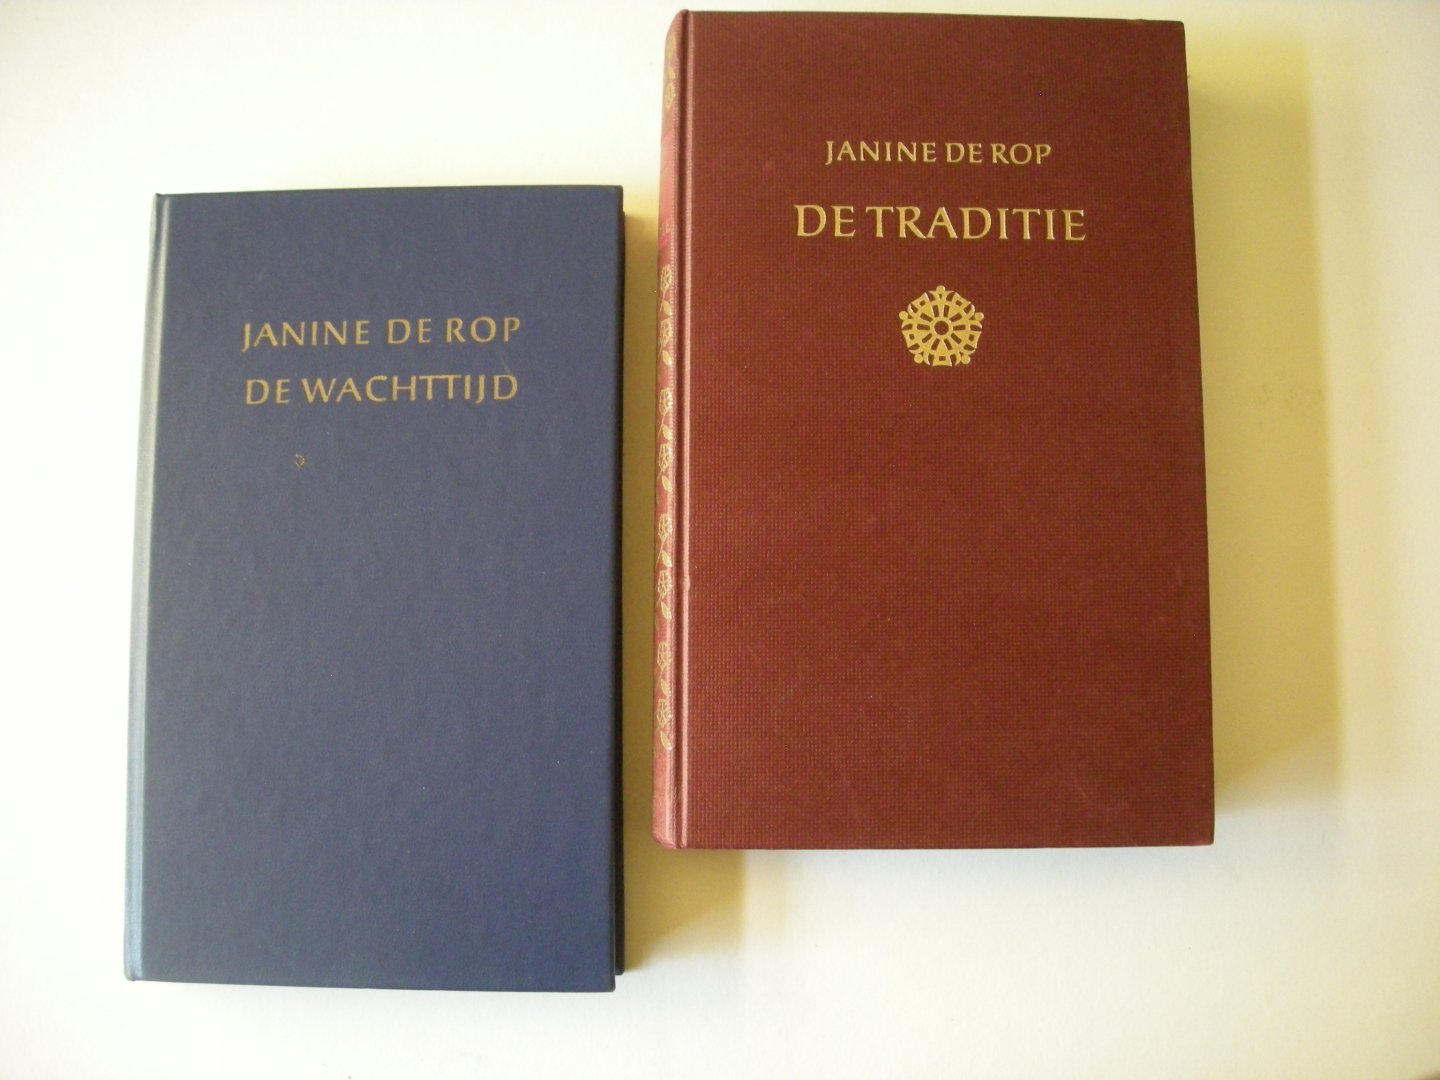 JANINE DE ROP
DE WACHTTIJD
JANINE DE ROP
DE TRADITIE